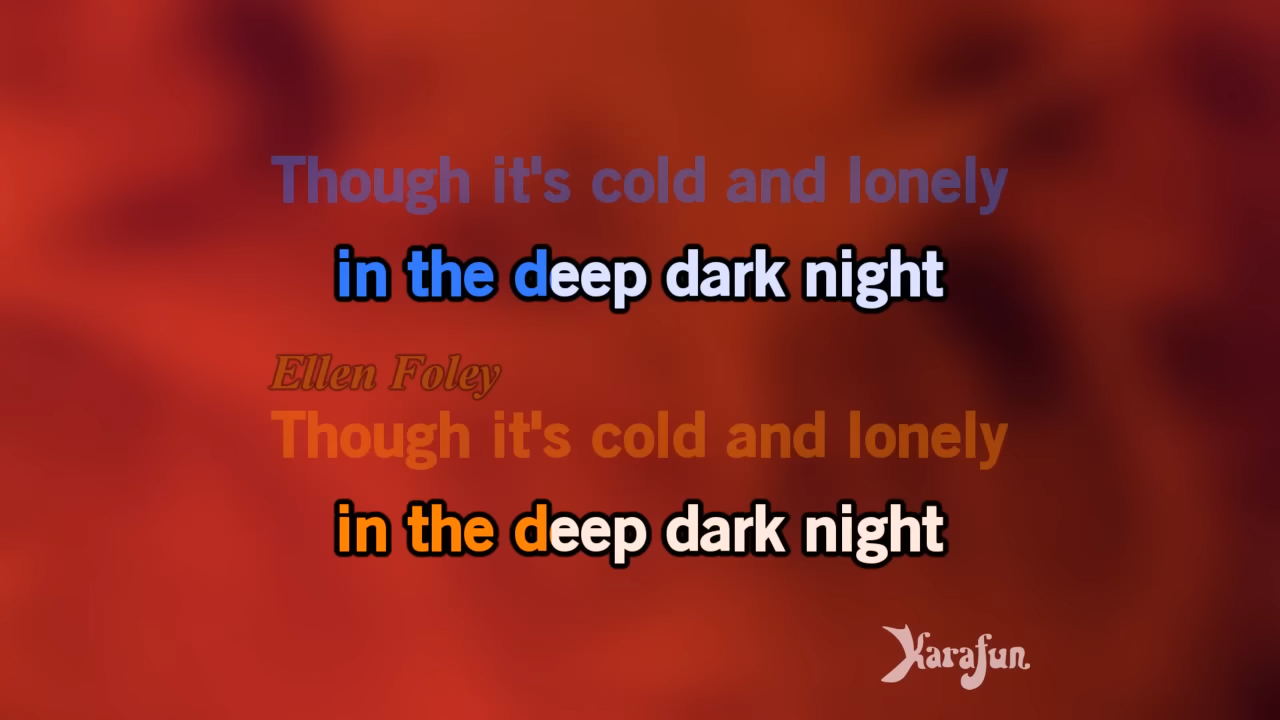 Though it's cold and lonely
in the deep dark night
Ellen Foley
Though it's cold and lonely
in the deep dark night
Karafun